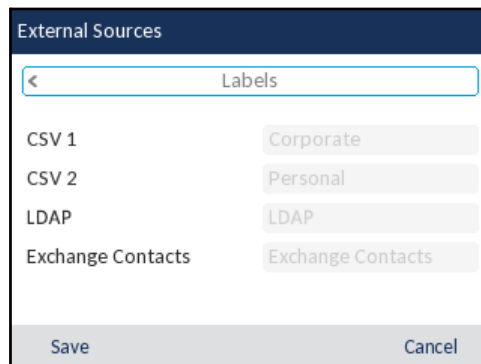 External Sources
< Labels
CSV 1 Corporate
CSV 2 Personal
LDAP LDAP
Exchange Contacts Exchange Contacts
Save Cancel